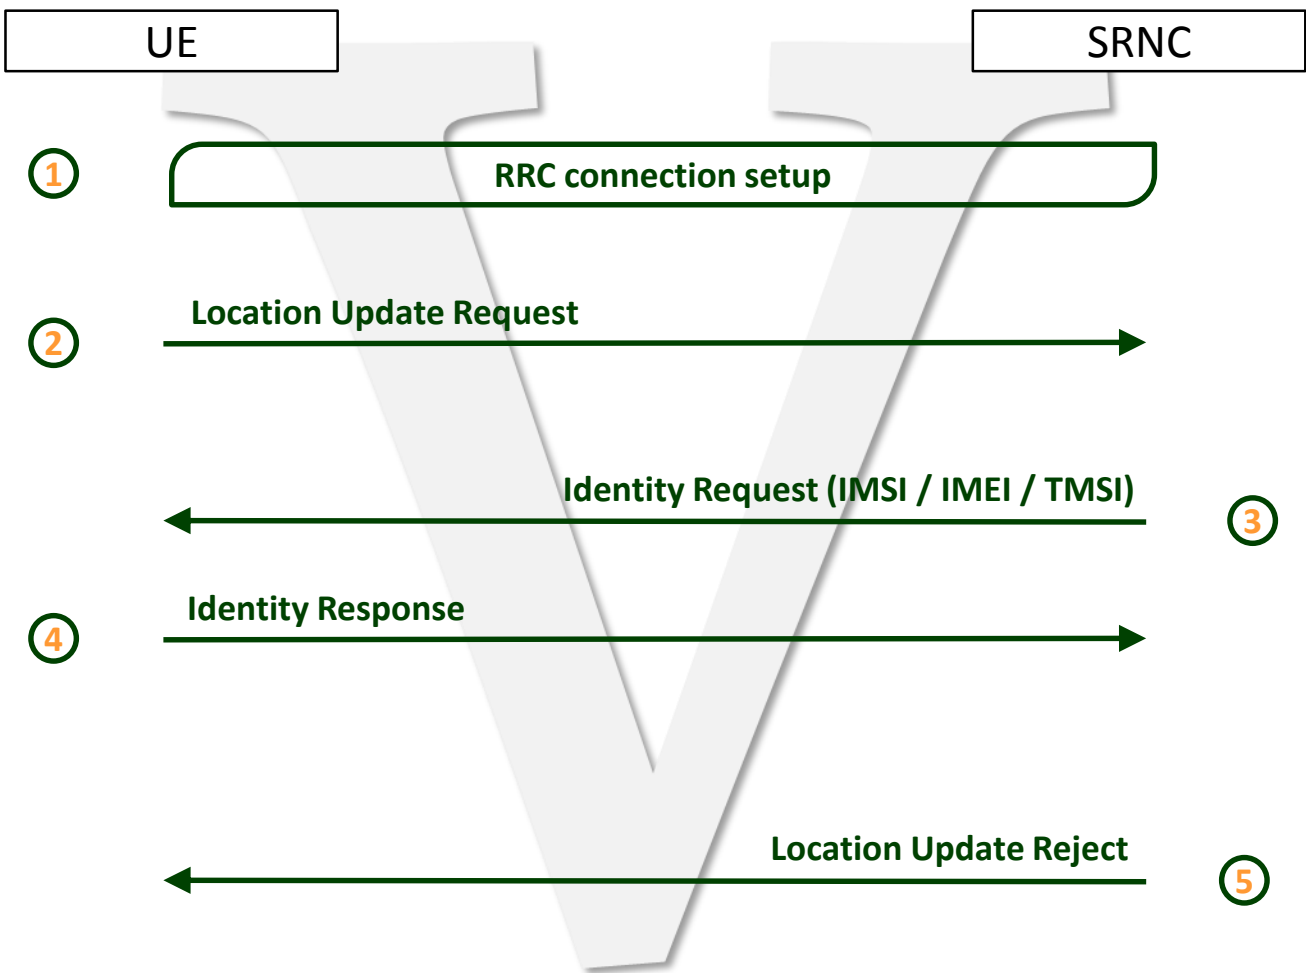 UE
SRNC
1
RRC connection setup
Location Update Request
2
Identity Request (IMSI / IMEI / TMSI)
3
Identity Response
4
Location Update Reject
5
V